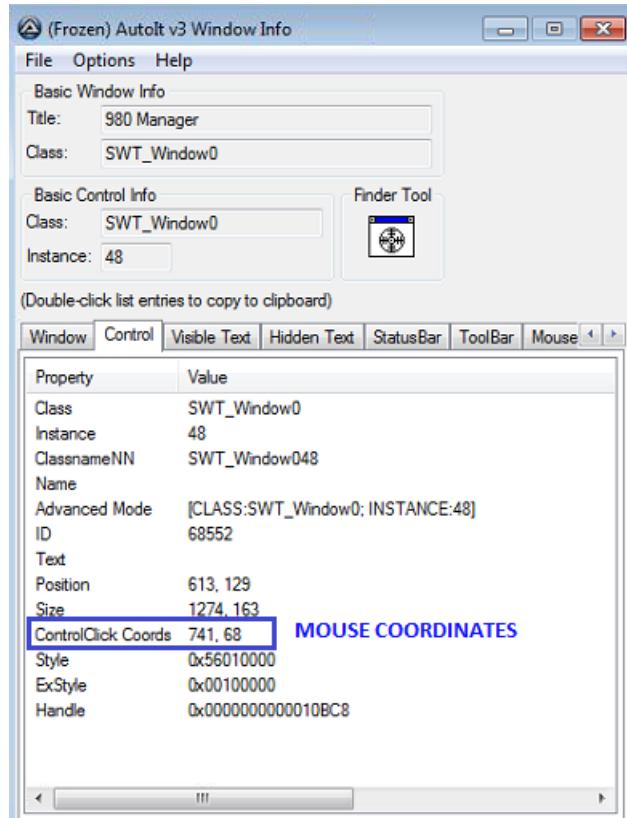 (Frozen) AutoIt v3 Window Info
File Options Help
Basic Window Info
Title: 980 Manager
Class: SWT_Window0
Basic Control Info
Finder Tool
Class: SWT_Window0
Instance: 48
(Double-click list entries to copy to clipboard)
Window Control Visible Text Hidden Text StatusBar ToolBar Mouse
Property Value
Class SWT_Window0
Instance 48
ClassnameNN SWT_Window048
Name
Advanced Mode [CLASS:SWT_Window0; INSTANCE:48]
ID 68552
Text
Position 613, 129
Size 1274, 163
ControlClick Coords 741, 68 MOUSE COORDINATES
Style 0x56010000
ExStyle 0x00100000
Handle 0x0000000000010BC8